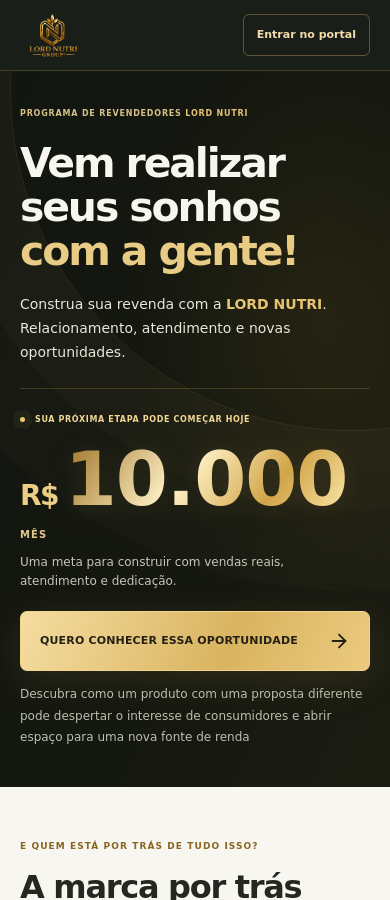 LORD NUTRI
GROUP
Entrar no portal
PROGRAMA DE REVENDEDORES LORD NUTRI
Vem realizar
seus sonhos
com a gente!
Construa sua revenda com a LORD NUTRI.
Relacionamento, atendimento e novas
oportunidades.
SUA PRÓXIMA ETAPA PODE COMEÇAR HOJE
R$ 10.000
MÊS
Uma meta para construir com vendas reais,
atendimento e dedicação.
QUERO CONHECER ESSA OPORTUNIDADE
Descubra como um produto com uma proposta diferente
pode despertar o interesse de consumidores e abrir
espaço para uma nova fonte de renda
E QUEM ESTÁ POR TRÁS DE TUDO ISSO?
A marca por trás